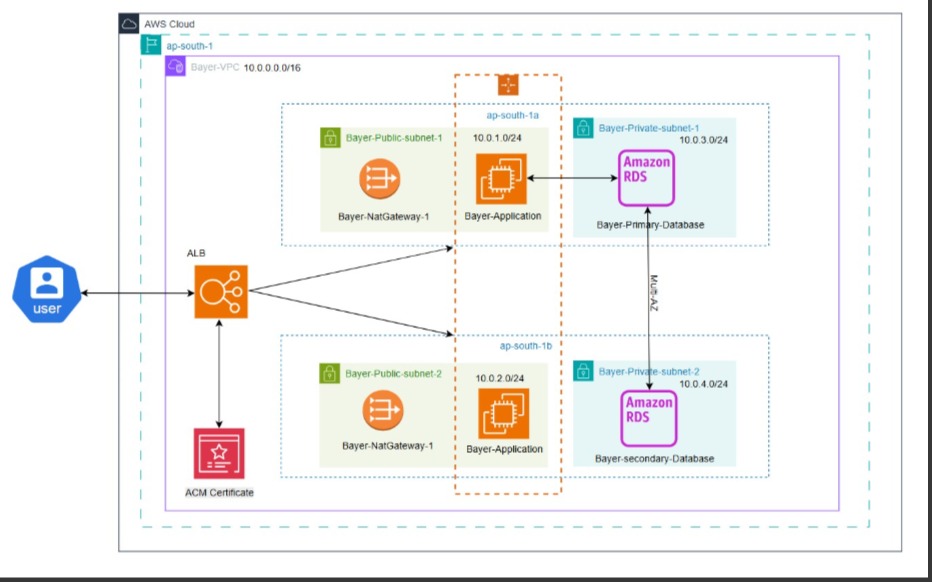 AWS Cloud
ap-south-1
Bayer-VPC 10.0.0.0.0/16
ap-south-1a
Bayer-Public-subnet-1
10.0.1.0/24
Bayer-Private-subnet-1
10.0.3.0/24
Amazon
RDS
Bayer-NatGateway-1
Bayer-Application
Bayer-Primary-Database
ALB
user
Multi-AZ
ap-south-1b
Bayer-Public-subnet-2
10.0.2.0/24
Bayer-Private-subnet-2
10.0.4.0/24
Amazon
RDS
Bayer-NatGateway-1
Bayer-Application
Bayer-secondary-Database
ACM Certificate